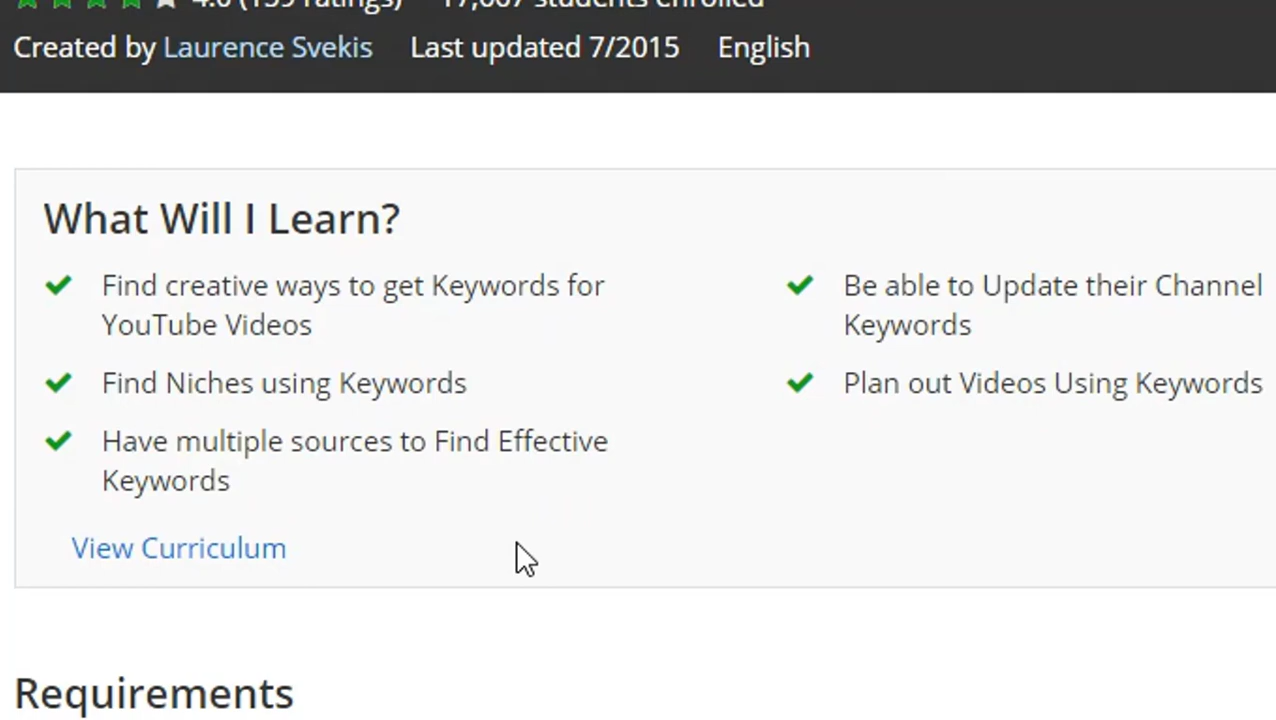 Created by Laurence Svekis Last updated 7/2015 English
What Will I Learn?
Find creative ways to get Keywords for
YouTube Videos
Find Niches using Keywords
Have multiple sources to Find Effective
Keywords
Be able to Update their Channel
Keywords
Plan out Videos Using Keywords
View Curriculum
Requirements